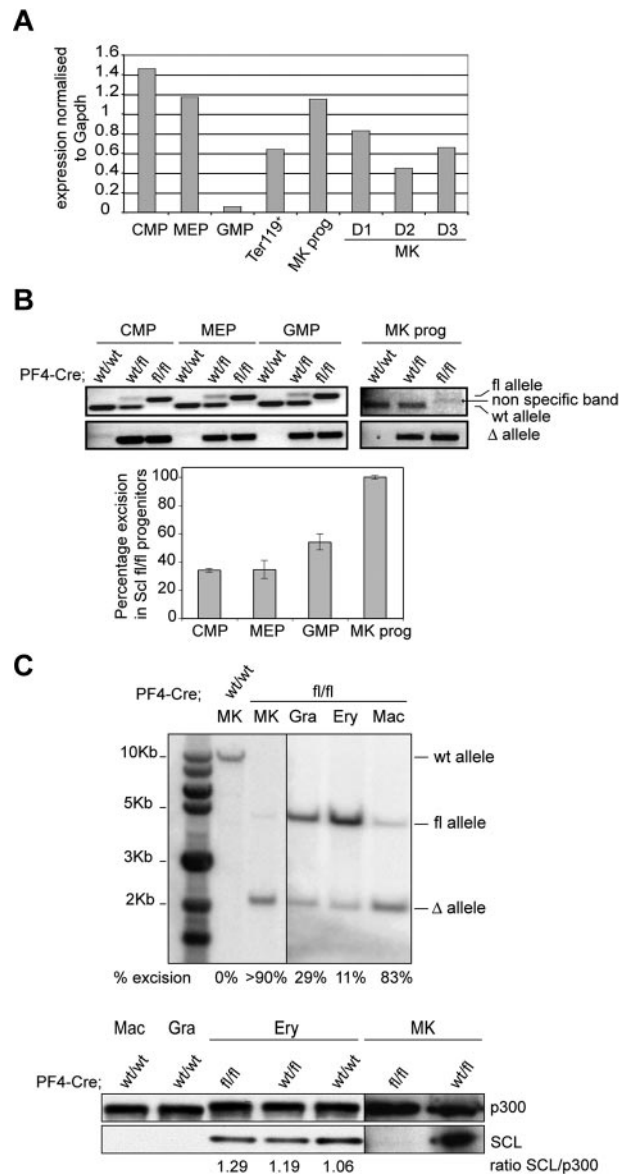 A
expression normalised
to Gapdh
1.6
1.4
1.2
1
0.8
0.6
0.4
0.2
0
CMP MEP GMP Ter119+ MK prog D1 D2 D3
MK
B
CMP MEP GMP MK prog
PF4-Cre; wt/wt wt/fl fl/fl wt/wt wt/fl fl/fl wt/wt wt/fl fl/fl wt/wt wt/fl fl/fl
fl allele
non specific band
wt allele
Δ allele
Percentage excision
in Scl fl/fl progenitors
100
80
60
40
20
0
CMP MEP GMP MK prog
C
PF4-Cre; wt/wt fl/fl
MK MK Gra Ery Mac
10Kb wt allele
5Kb fl allele
3Kb
2Kb Δ allele
% excision 0% >90% 29% 11% 83%
Mac Gra Ery MK
PF4-Cre; wt/wt wt/wt fl/fl wt/fl wt/wt fl/fl wt/fl
p300
SCL
1.29 1.19 1.06 ratio SCL/p300